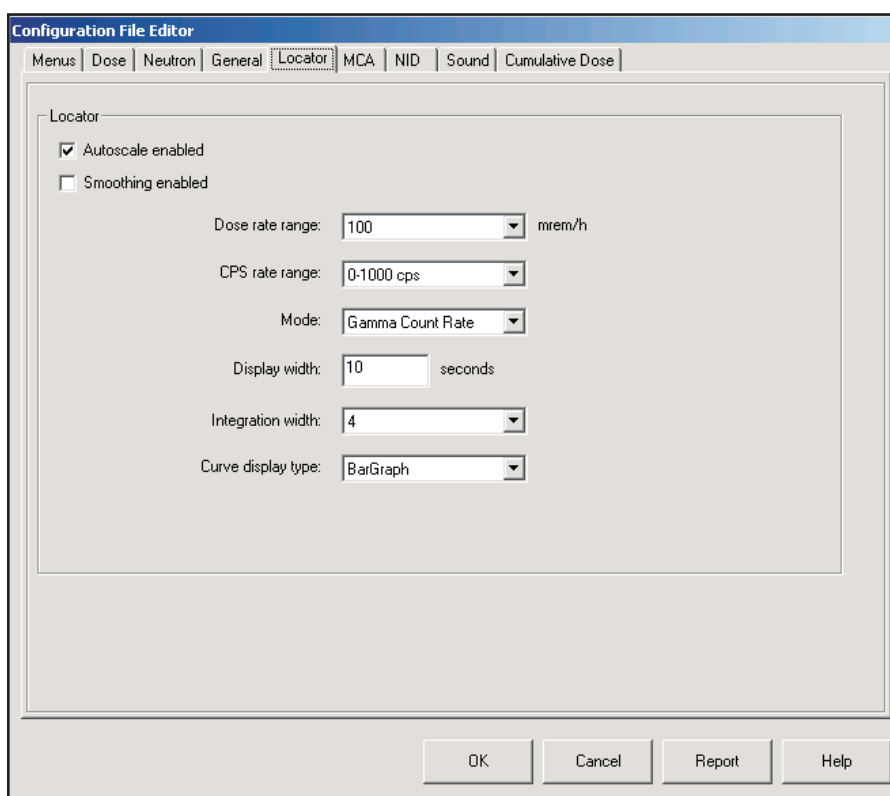 Configuration File Editor
Menus Dose Neutron General Locator MCA NID Sound Cumulative Dose
Locator
Autoscale enabled
Smoothing enabled
Dose rate range: 100 mrem/h
CPS rate range: 0-1000 cps
Mode: Gamma Count Rate
Display width: 10 seconds
Integration width: 4
Curve display type: BarGraph
OK Cancel Report Help